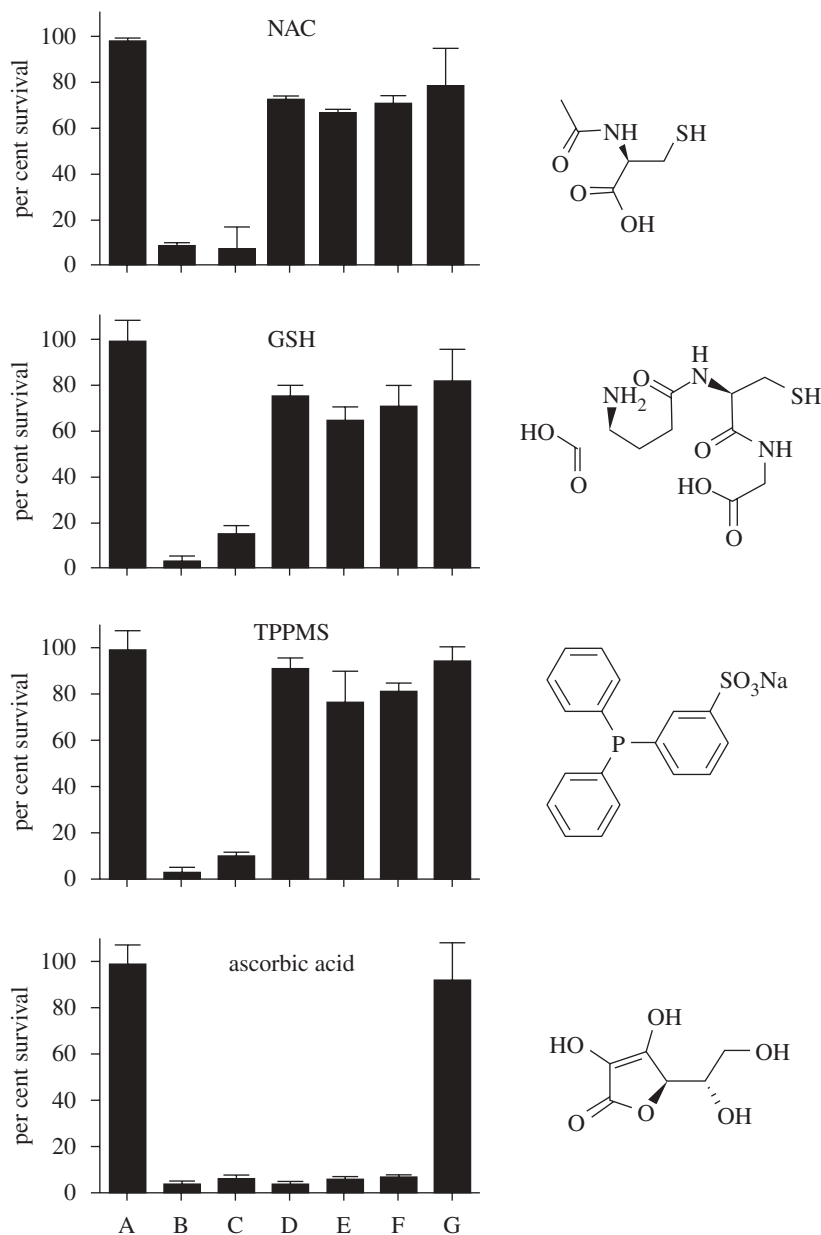 NAC
per cent survival
100
80
60
40
20
0
NH
SH
O
O
OH
GSH
per cent survival
100
80
60
40
20
0
H
N
O
NH2
SH
HO
O
O
NH
HO
O
TPPMS
per cent survival
100
80
60
40
20
0
SO3Na
P
ascorbic acid
per cent survival
100
80
60
40
20
0
OH
HO
OH
O
O
OH
A B C D E F G